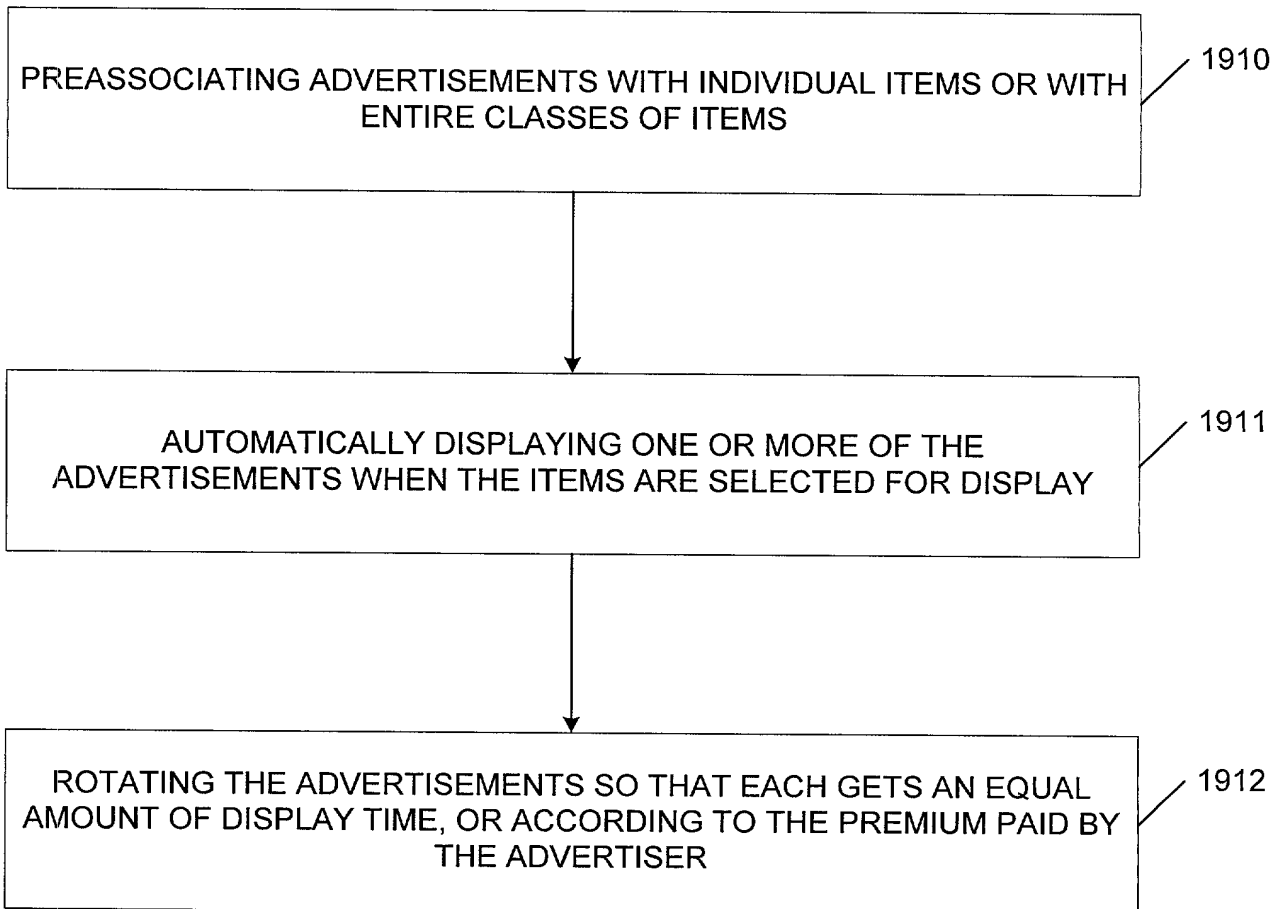 PREASSOCIATING ADVERTISEMENTS WITH INDIVIDUAL ITEMS OR WITH
ENTIRE CLASSES OF ITEMS
1910
AUTOMATICALLY DISPLAYING ONE OR MORE OF THE
ADVERTISEMENTS WHEN THE ITEMS ARE SELECTED FOR DISPLAY
1911
ROTATING THE ADVERTISEMENTS SO THAT EACH GETS AN EQUAL
AMOUNT OF DISPLAY TIME, OR ACCORDING TO THE PREMIUM PAID BY
THE ADVERTISER
1912